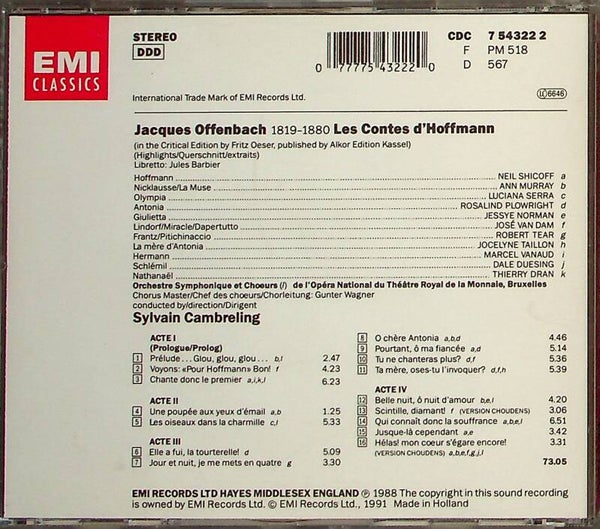 EMI
CLASSICS
STEREO
DDD
0 77775 43222 0
CDC 7 54322 2
F PM 518
D 567
International Trade Mark of EMI Records Ltd.
LC 6646
Jacques Offenbach 1819-1880 Les Contes d'Hoffmann
(in the Critical Edition by Fritz Oeser, published by Alkor Edition Kassel)
(Highlights/Querschnitt/extraits)
Libretto: Jules Barbier
Hoffmann NEIL SHICOFF a
Nicklausse/La Muse ANN MURRAY b
Olympia LUCIANA SERRA c
Antonia ROSALIND PLOWRIGHT d
Giulietta JESSYE NORMAN e
Lindorf/Miracle/Dapertutto JOSÉ VAN DAM f
Frantz/Pitichinaccio ROBERT TEAR g
La mère d'Antonia JOCELYNE TAILLON h
Hermann MARCEL VANAUD i
Schlémil DALE DUESING j
Nathanaël THIERRY DRAN k
Orchestre Symphonique et Choeurs (l) de l'Opéra National du Théâtre Royal de la Monnaie, Bruxelles
Chorus Master/Chef des choeurs/Chorleitung: Gunter Wagner
conducted by/direction/Dirigent
Sylvain Cambreling
ACTE I
(Prologue/Prolog)
1 Prélude... Glou, glou, glou... b,l 2.47
2 Voyons: «Pour Hoffmann» Bon! f 4.23
3 Chante donc le premier a,i,k,l 6.23
ACTE II
4 Une poupée aux yeux d'émail a,b 1.25
5 Les oiseaux dans la charmille c,l 5.33
ACTE III
6 Elle a fui, la tourterelle! d 5.09
7 Jour et nuit, je me mets en quatre g 3.30
8 O chère Antonia a,b,d 4.46
9 Pourtant, ô ma fiancée a,d 5.14
10 Tu ne chanteras plus? d,f 5.36
11 Ta mère, oses-tu l'invoquer? d,f,h 5.39
ACTE IV
12 Belle nuit, ô nuit d'amour b,e,l 4.20
13 Scintille, diamant! f (VERSION CHOUDENS) 3.06
14 Qui connaît donc la souffrance a,b,e,l 6.51
15 Jusque-là cependant a,e 3.42
16 Hélas! mon coeur s'égare encore! 3.31
(VERSION CHOUDENS) a,b,e,f,g,j,l
73.05
EMI RECORDS LTD HAYES MIDDLESEX ENGLAND ℗ 1988 The copyright in this sound recording
is owned by EMI Records Ltd. © EMI Records Ltd., 1991 Made in Holland